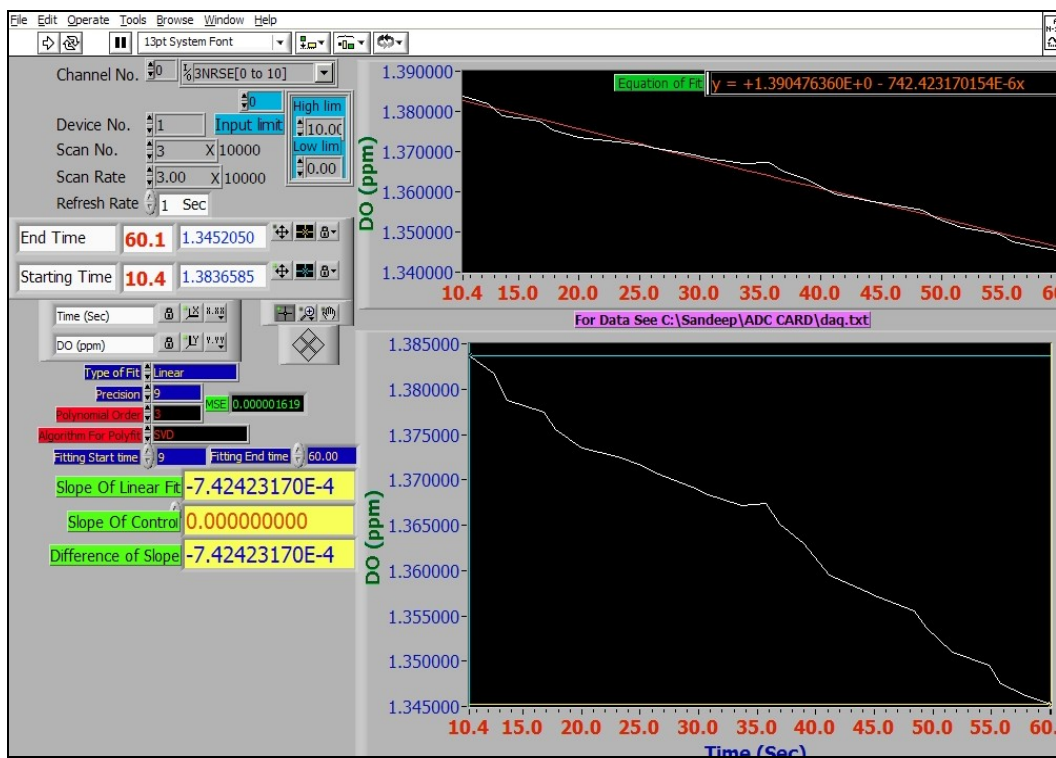 File Edit Operate Tools Browse Window Help
13pt System Font
Channel No. 0 3NRSE[0 to 10]
0
Device No. 1 Input limit
High lim
10.00
Low lim
0.00
Scan No. 3 X 10000
Scan Rate 3.00 X 10000
Refresh Rate 1 Sec
End Time 60.1 1.3452050
Starting Time 10.4 1.3836585
Time (Sec) X.XX
DO (ppm) Y.YY
Type of Fit Linear
Precision 9
MSE 0.000001619
Polynomial Order 3
Algorithm For Polyfit SVD
Fitting Start time 9 Fitting End time 60.00
Slope Of Linear Fit -7.42423170E-4
Slope Of Control 0.000000000
Difference of Slope -7.42423170E-4
Equation of Fit y = +1.390476360E+0 - 742.423170154E-6x
DO (ppm)
1.390000
1.380000
1.370000
1.360000
1.350000
1.340000
10.4 15.0 20.0 25.0 30.0 35.0 40.0 45.0 50.0 55.0
For Data See C:\Sandeep\ADC CARD\daq.txt
DO (ppm)
1.385000
1.380000
1.375000
1.370000
1.365000
1.360000
1.355000
1.350000
1.345000
10.4 15.0 20.0 25.0 30.0 35.0 40.0 45.0 50.0 55.0 60.
Time (Sec)